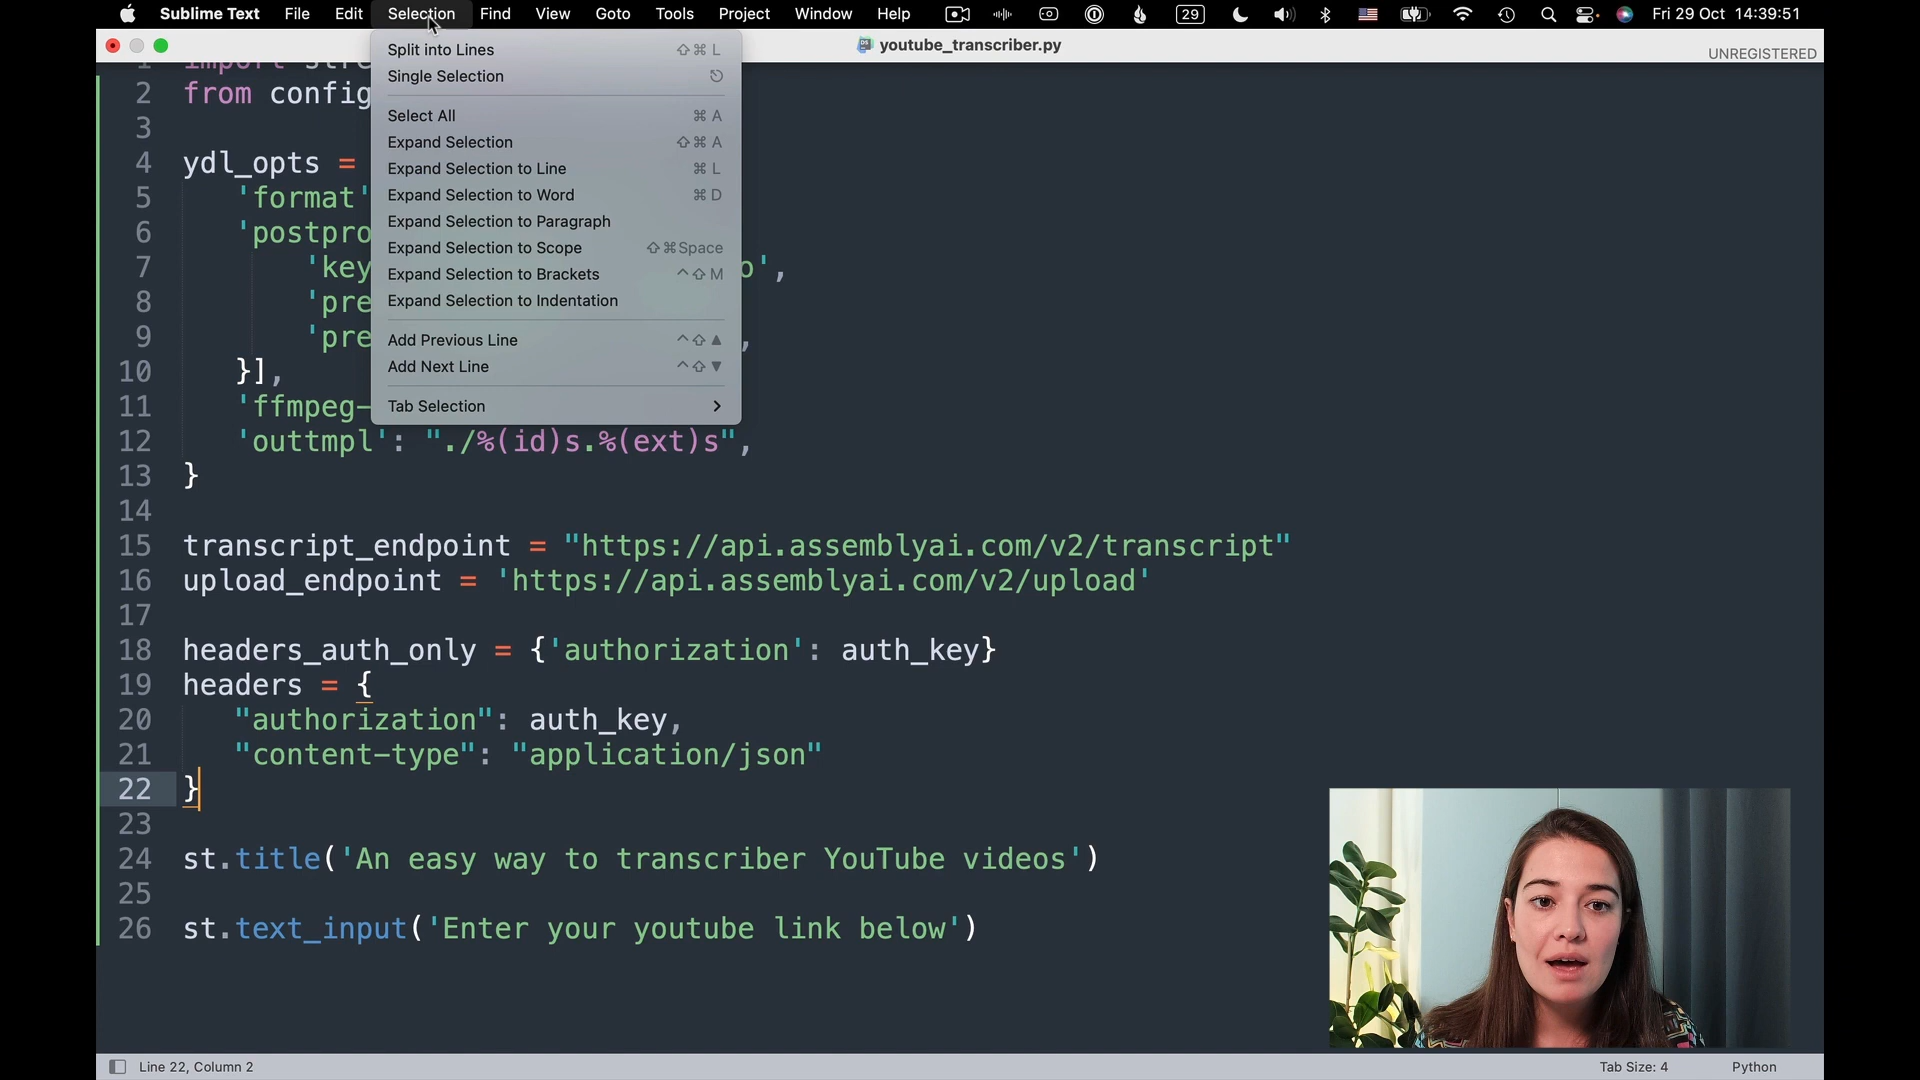 Sublime Text File Edit Selection Find View Goto Tools Project Window Help 29 Fri 29 Oct 14:39:51
youtube_transcriber.py
UNREGISTERED
Split into Lines ⇧⌘ L
Single Selection
Select All ⌘ A
Expand Selection ⇧⌘ A
Expand Selection to Line ⌘ L
Expand Selection to Word ⌘ D
Expand Selection to Paragraph
Expand Selection to Scope ⇧⌘Space
Expand Selection to Brackets ^⇧ M
Expand Selection to Indentation
Add Previous Line ^⇧ ▲
Add Next Line ^⇧ ▼
Tab Selection
1 import
2 from config
3
4 ydl_opts =
5 'format'
6 'postpro
7 'key o',
8 'pre
9 'pre ,
10 }],
11 'ffmpeg-
12 'outtmpl': "./%(id)s.%(ext)s",
13 }
14
15 transcript_endpoint = "https://api.assemblyai.com/v2/transcript"
16 upload_endpoint = 'https://api.assemblyai.com/v2/upload'
17
18 headers_auth_only = {'authorization': auth_key}
19 headers = {
20 "authorization": auth_key,
21 "content-type": "application/json"
22 }
23
24 st.title('An easy way to transcriber YouTube videos')
25
26 st.text_input('Enter your youtube link below')
Line 22, Column 2 Tab Size: 4 Python